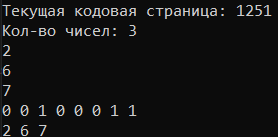 Текущая кодовая страница: 1251
Кол-во чисел: 3
2
6
7
0 0 1 0 0 0 1 1
2 6 7